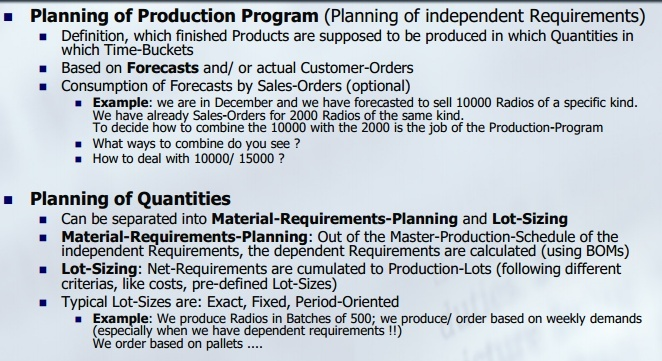 Planning of Production Program (Planning of independent Requirements)
Definition, which finished Products are supposed to be produced in which Quantities in
which Time-Buckets
Based on Forecasts and/ or actual Customer-Orders
Consumption of Forecasts by Sales-Orders (optional)
Example: we are in December and we have forecasted to sell 10000 Radios of a specific kind.
We have already Sales-Orders for 2000 Radios of the same kind.
To decide how to combine the 10000 with the 2000 is the job of the Production-Program
What ways to combine do you see ?
How to deal with 10000/ 15000 ?
Planning of Quantities
Can be separated into Material-Requirements-Planning and Lot-Sizing
Material-Requirements-Planning: Out of the Master-Production-Schedule of the
independent Requirements, the dependent Requirements are calculated (using BOMs)
Lot-Sizing: Net-Requirements are cumulated to Production-Lots (following different
criterias, like costs, pre-defined Lot-Sizes)
Typical Lot-Sizes are: Exact, Fixed, Period-Oriented
Example: We produce Radios in Batches of 500; we produce/ order based on weekly demands
(especially when we have dependent requirements !!)
We order based on pallets ....